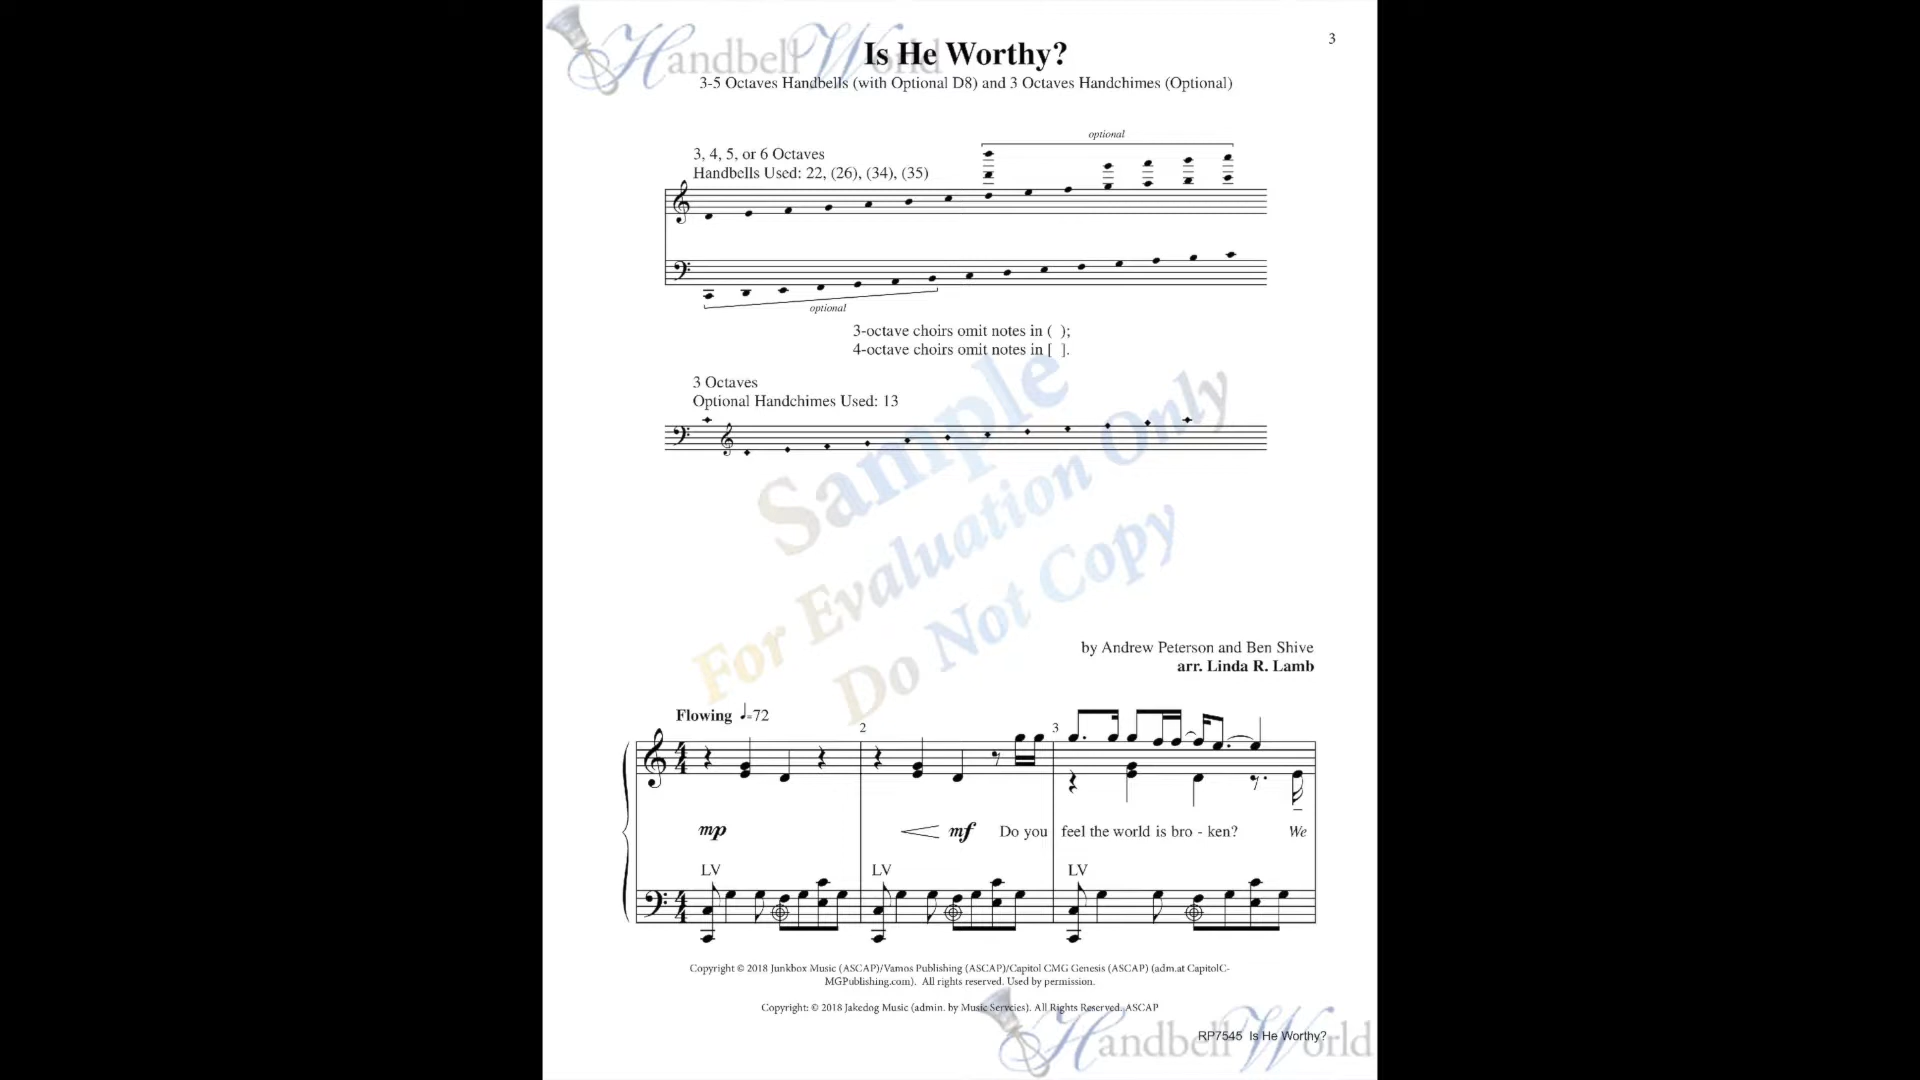 Handbell World
3
Is He Worthy?
3-5 Octaves Handbells (with Optional D8) and 3 Octaves Handchimes (Optional)
optional
3, 4, 5, or 6 Octaves
Handbells Used: 22, (26), (34), (35)
optional
3-octave choirs omit notes in ( );
4-octave choirs omit notes in [ ].
3 Octaves
Optional Handchimes Used: 13
Sample
For Evaluation Only
Do Not Copy
by Andrew Peterson and Ben Shive
arr. Linda R. Lamb
Flowing ♩=72
2
3
4
4
mp
mf
Do you feel the world is bro - ken? We
LV LV LV
4
4
Copyright © 2018 Junkbox Music (ASCAP)/Vamos Publishing (ASCAP)/Capitol CMG Genesis (ASCAP) (adm.at CapitolC-
MGPublishing.com). All rights reserved. Used by permission.
Copyright: © 2018 Jakedog Music (admin. by Music Servcies). All Rights Reserved. ASCAP
RP7545 Is He Worthy?
Handbell World